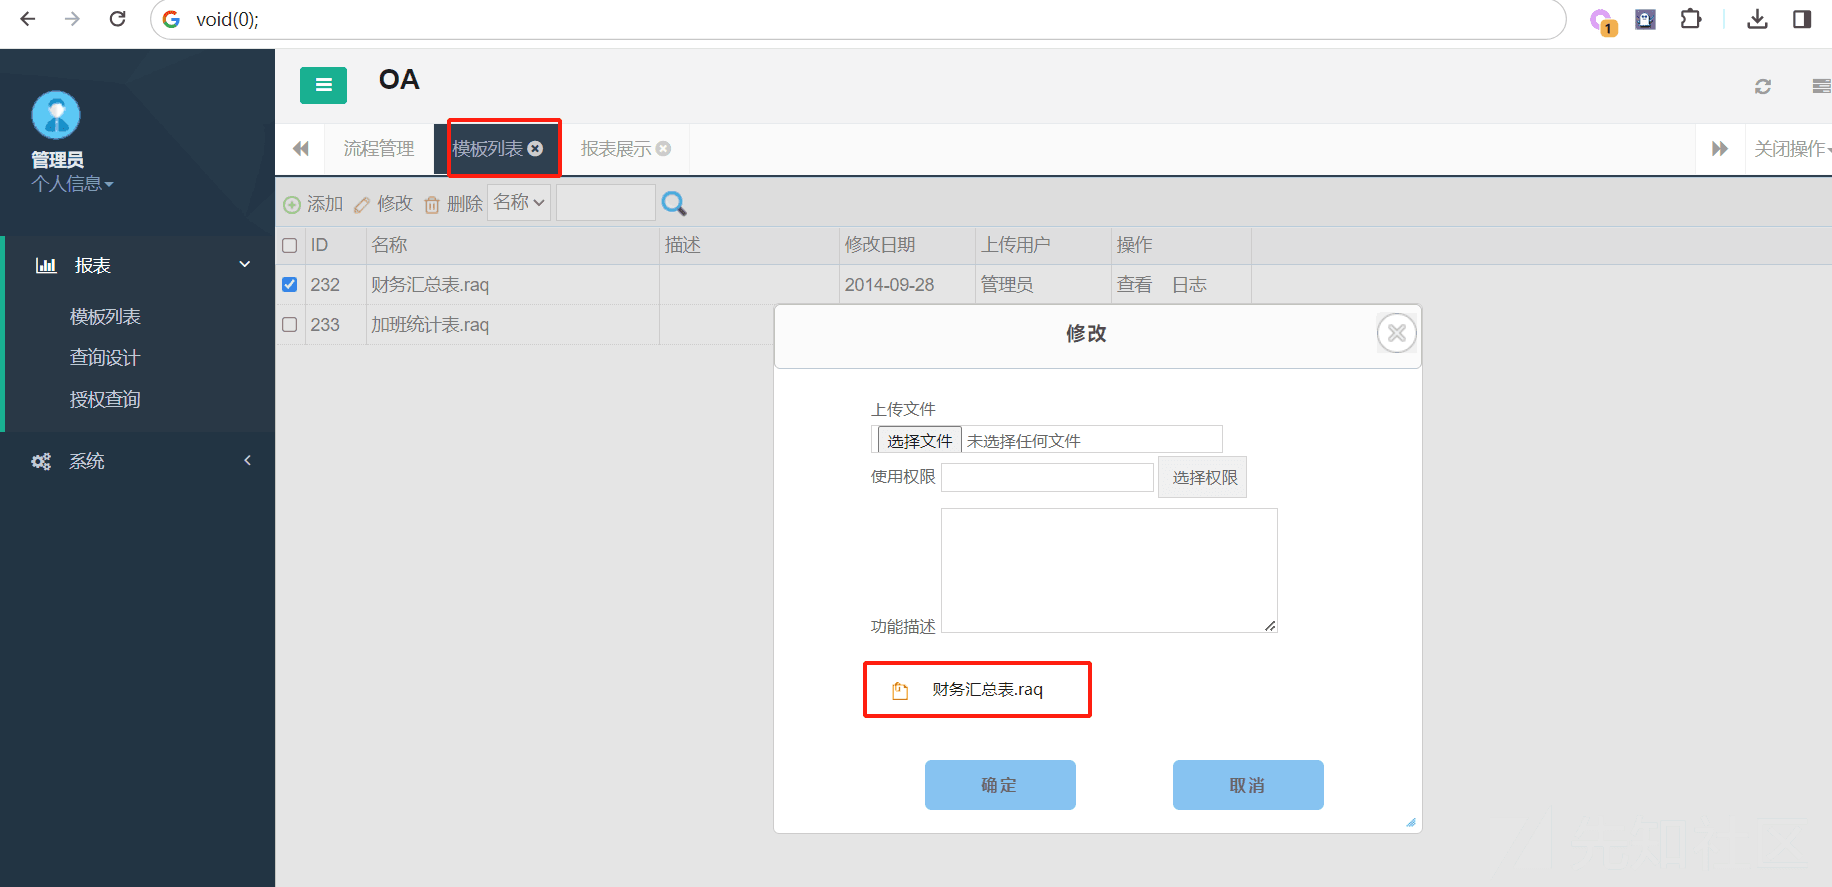 void(0);
1
OA
管理员
个人信息
流程管理
模板列表
报表展示
关闭操作
添加 修改 删除 名称
ID 名称 描述 修改日期 上传用户 操作
232 财务汇总表.raq 2014-09-28 管理员 查看 日志
233 加班统计表.raq
报表
模板列表
查询设计
授权查询
系统
修改
上传文件
选择文件 未选择任何文件
使用权限 选择权限
功能描述
财务汇总表.raq
确定 取消
先知社区